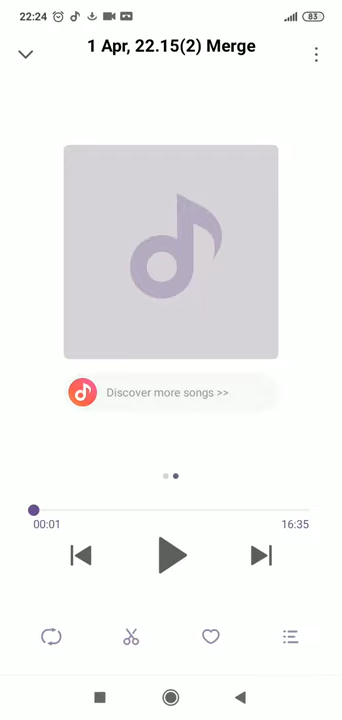 22:24
83
1 Apr, 22.15(2) Merge
Discover more songs >>
00:01
16:35